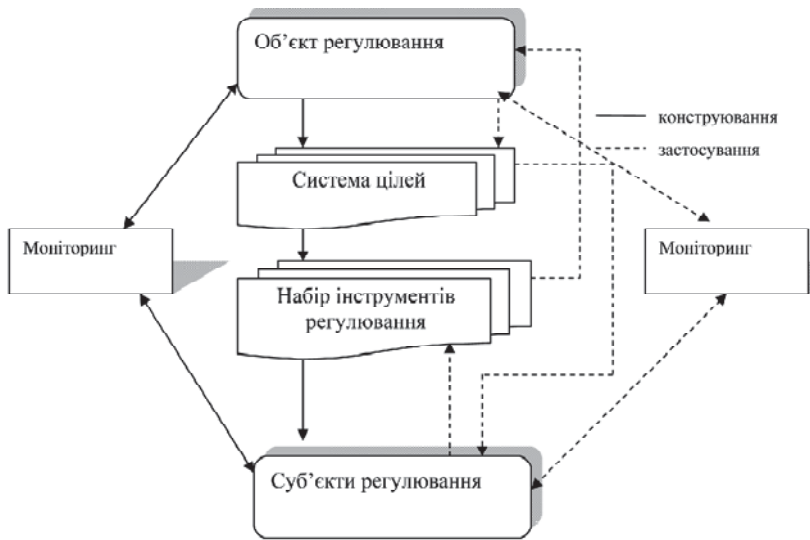 Об’єкт регулювання
конструювання
застосування
Система цілей
Моніторинг
Моніторинг
Набір інструментів
регулювання
Суб’єкти регулювання